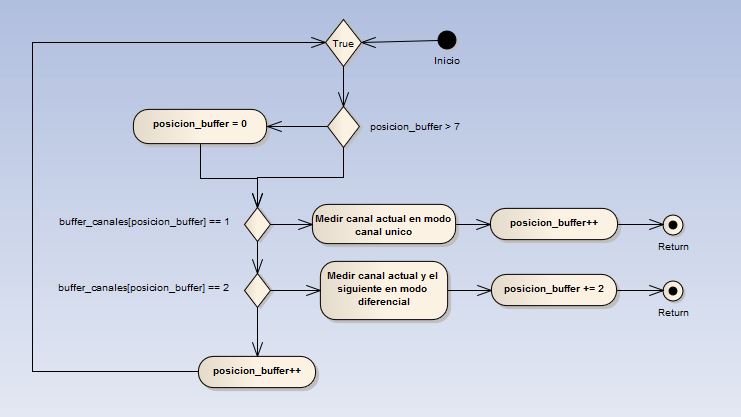 True
Inicio
posicion_buffer = 0
posicion_buffer > 7
buffer_canales[posicion_buffer] == 1
Medir canal actual en modo
canal unico
posicion_buffer++
Return
buffer_canales[posicion_buffer] == 2
Medir canal actual y el
siguiente en modo
diferencial
posicion_buffer += 2
Return
posicion_buffer++